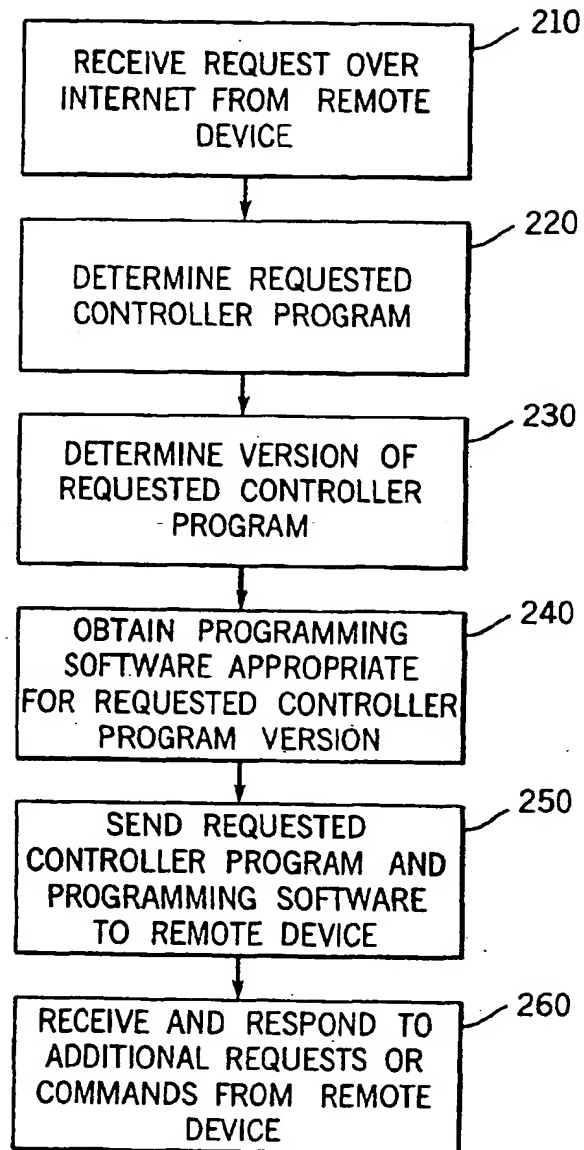 210
RECEIVE REQUEST OVER
INTERNET FROM REMOTE
DEVICE
220
DETERMINE REQUESTED
CONTROLLER PROGRAM
230
DETERMINE VERSION OF
REQUESTED CONTROLLER
PROGRAM
240
OBTAIN PROGRAMMING
SOFTWARE APPROPRIATE
FOR REQUESTED CONTROLLER
PROGRAM VERSION
250
SEND REQUESTED
CONTROLLER PROGRAM AND
PROGRAMMING SOFTWARE
TO REMOTE DEVICE
260
RECEIVE AND RESPOND TO
ADDITIONAL REQUESTS OR
COMMANDS FROM REMOTE
DEVICE